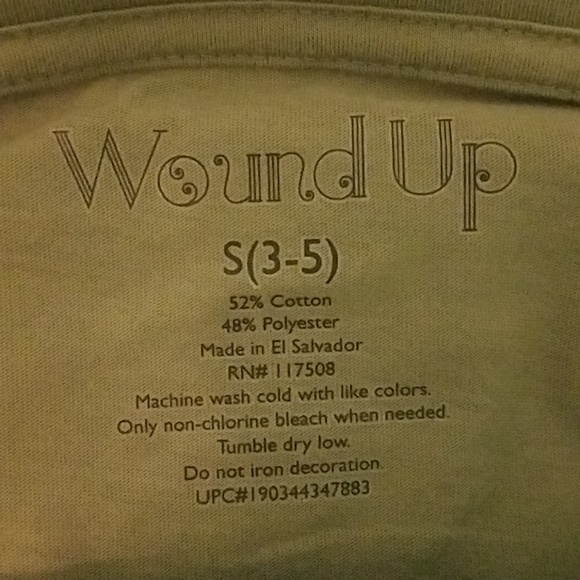 Wound Up
S(3-5)
52% Cotton
48% Polyester
Made in El Salvador
RN# 117508
Machine wash cold with like colors.
Only non-chlorine bleach when needed.
Tumble dry low.
Do not iron decoration.
UPC#190344347883